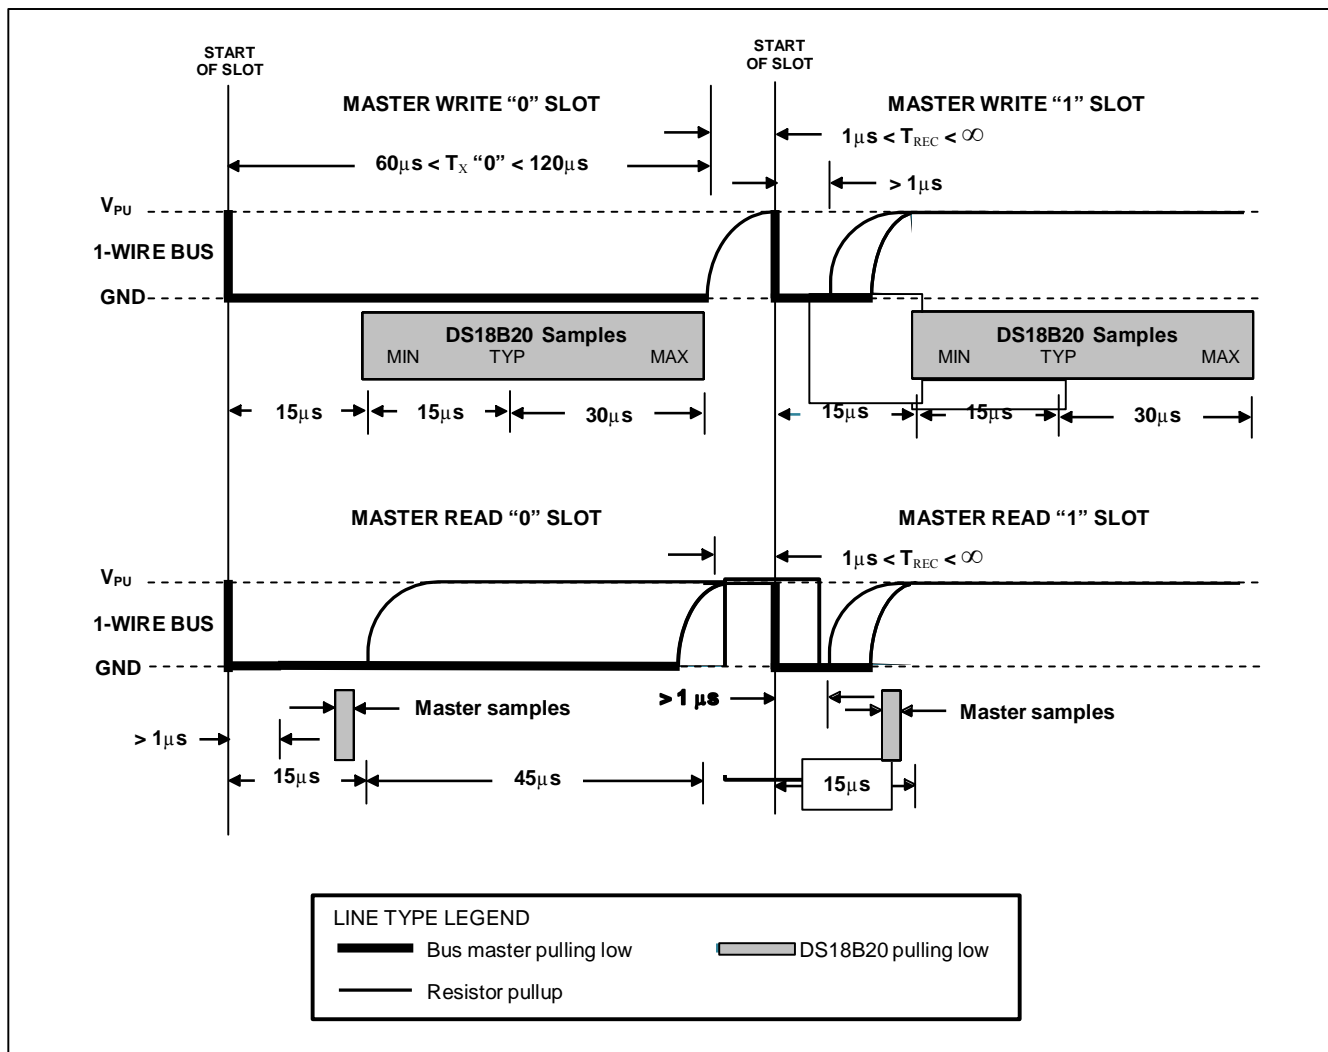 START
OF SLOT
START
OF SLOT
MASTER WRITE “0” SLOT
MASTER WRITE “1” SLOT
1μs < TREC < ∞
60μs < TX “0” < 120μs
> 1μs
VPU
1-WIRE BUS
GND
DS18B20 Samples
MIN TYP MAX
DS18B20 Samples
MIN TYP MAX
15μs 15μs 30μs
15μs 15μs 30μs
MASTER READ “0” SLOT
MASTER READ “1” SLOT
1μs < TREC < ∞
VPU
1-WIRE BUS
GND
> 1 μs
Master samples
Master samples
> 1μs
15μs 45μs
15μs
LINE TYPE LEGEND
Bus master pulling low
DS18B20 pulling low
Resistor pullup